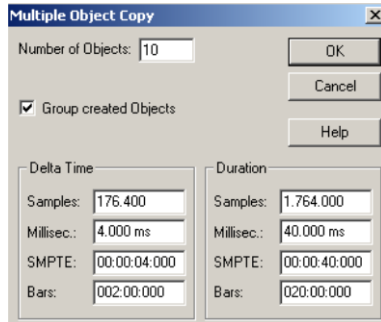 Multiple Object Copy
Number of Objects: 10
OK
Cancel
Group created Objects
Help
Delta Time
Samples: 176.400
Millisec.: 4.000 ms
SMPTE: 00:00:04:000
Bars: 002:00:000
Duration
Samples: 1.764.000
Millisec.: 40.000 ms
SMPTE: 00:00:40:000
Bars: 020:00:000